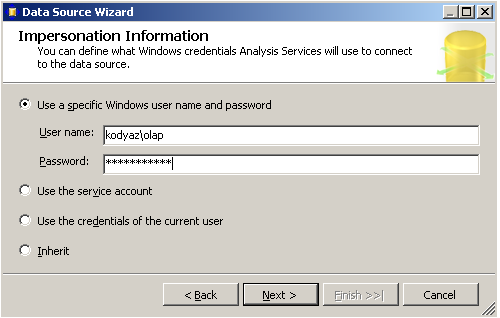 Data Source Wizard
Impersonation Information
You can define what Windows credentials Analysis Services will use to connect
to the data source.
Use a specific Windows user name and password
User name:
kodyaz\olap
Password:
***********
Use the service account
Use the credentials of the current user
Inherit
< Back
Next >
Finish >>|
Cancel